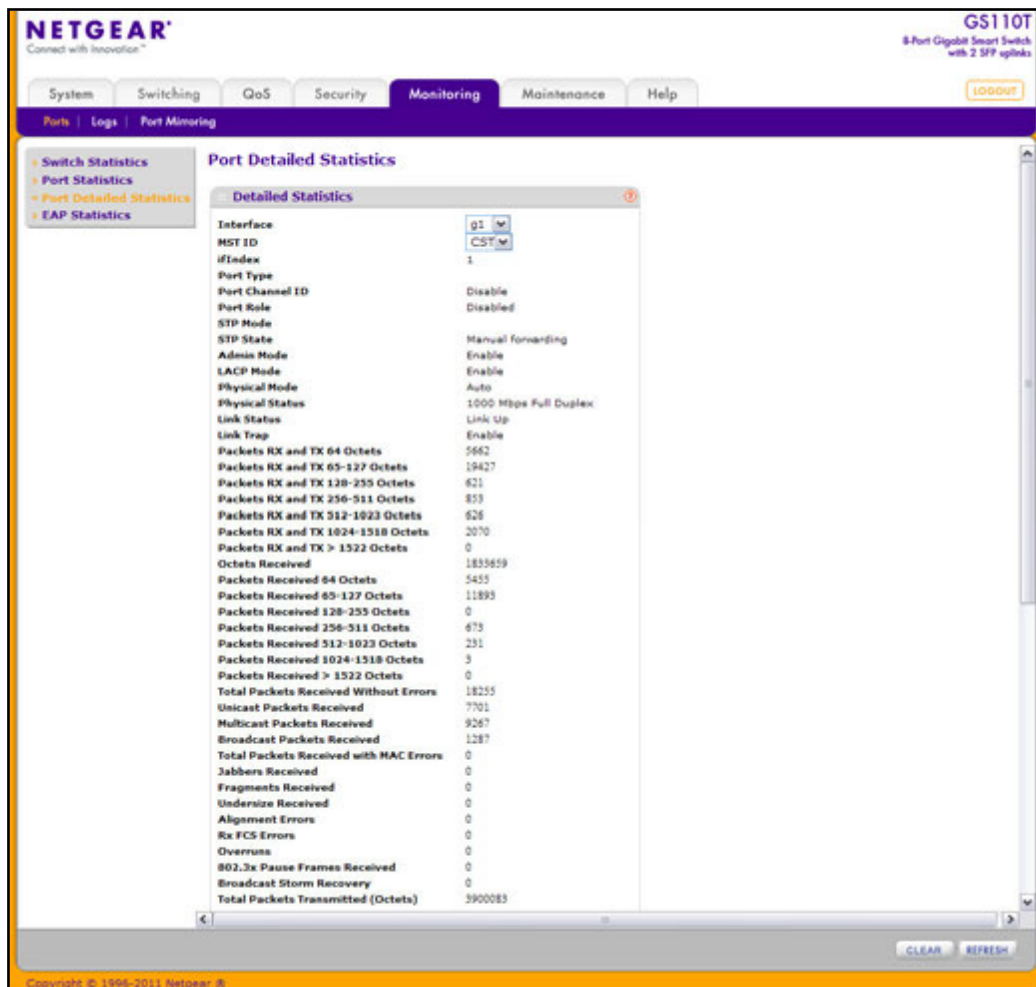 NETGEAR®
Connect with Innovation™
GS110T
8-Port Gigabit Smart Switch
with 2 SFP uplinks
System Switching QoS Security Monitoring Maintenance Help
LOGOUT
Ports | Logs | Port Mirroring
Switch Statistics
Port Statistics
Port Detailed Statistics
EAP Statistics
Port Detailed Statistics
Detailed Statistics
Interface g1
MST ID CST
ifIndex 1
Port Type
Port Channel ID Disable
Port Role Disabled
STP Mode
STP State Manual forwarding
Admin Mode Enable
LACP Mode Enable
Physical Mode Auto
Physical Status 1000 Mbps Full Duplex
Link Status Link Up
Link Trap Enable
Packets RX and TX 64 Octets 5662
Packets RX and TX 65-127 Octets 19427
Packets RX and TX 128-255 Octets 621
Packets RX and TX 256-511 Octets 853
Packets RX and TX 512-1023 Octets 626
Packets RX and TX 1024-1518 Octets 2070
Packets RX and TX > 1522 Octets 0
Octets Received 1833659
Packets Received 64 Octets 5455
Packets Received 65-127 Octets 11893
Packets Received 128-255 Octets 0
Packets Received 256-511 Octets 673
Packets Received 512-1023 Octets 231
Packets Received 1024-1518 Octets 3
Packets Received > 1522 Octets 0
Total Packets Received Without Errors 18255
Unicast Packets Received 7701
Multicast Packets Received 9267
Broadcast Packets Received 1287
Total Packets Received with MAC Errors 0
Jabbers Received 0
Fragments Received 0
Undersize Received 0
Alignment Errors 0
Rx FCS Errors 0
Overruns 0
802.3x Pause Frames Received 0
Broadcast Storm Recovery 0
Total Packets Transmitted (Octets) 3900083
CLEAR REFRESH
Copyright © 1996-2011 Netgear ®